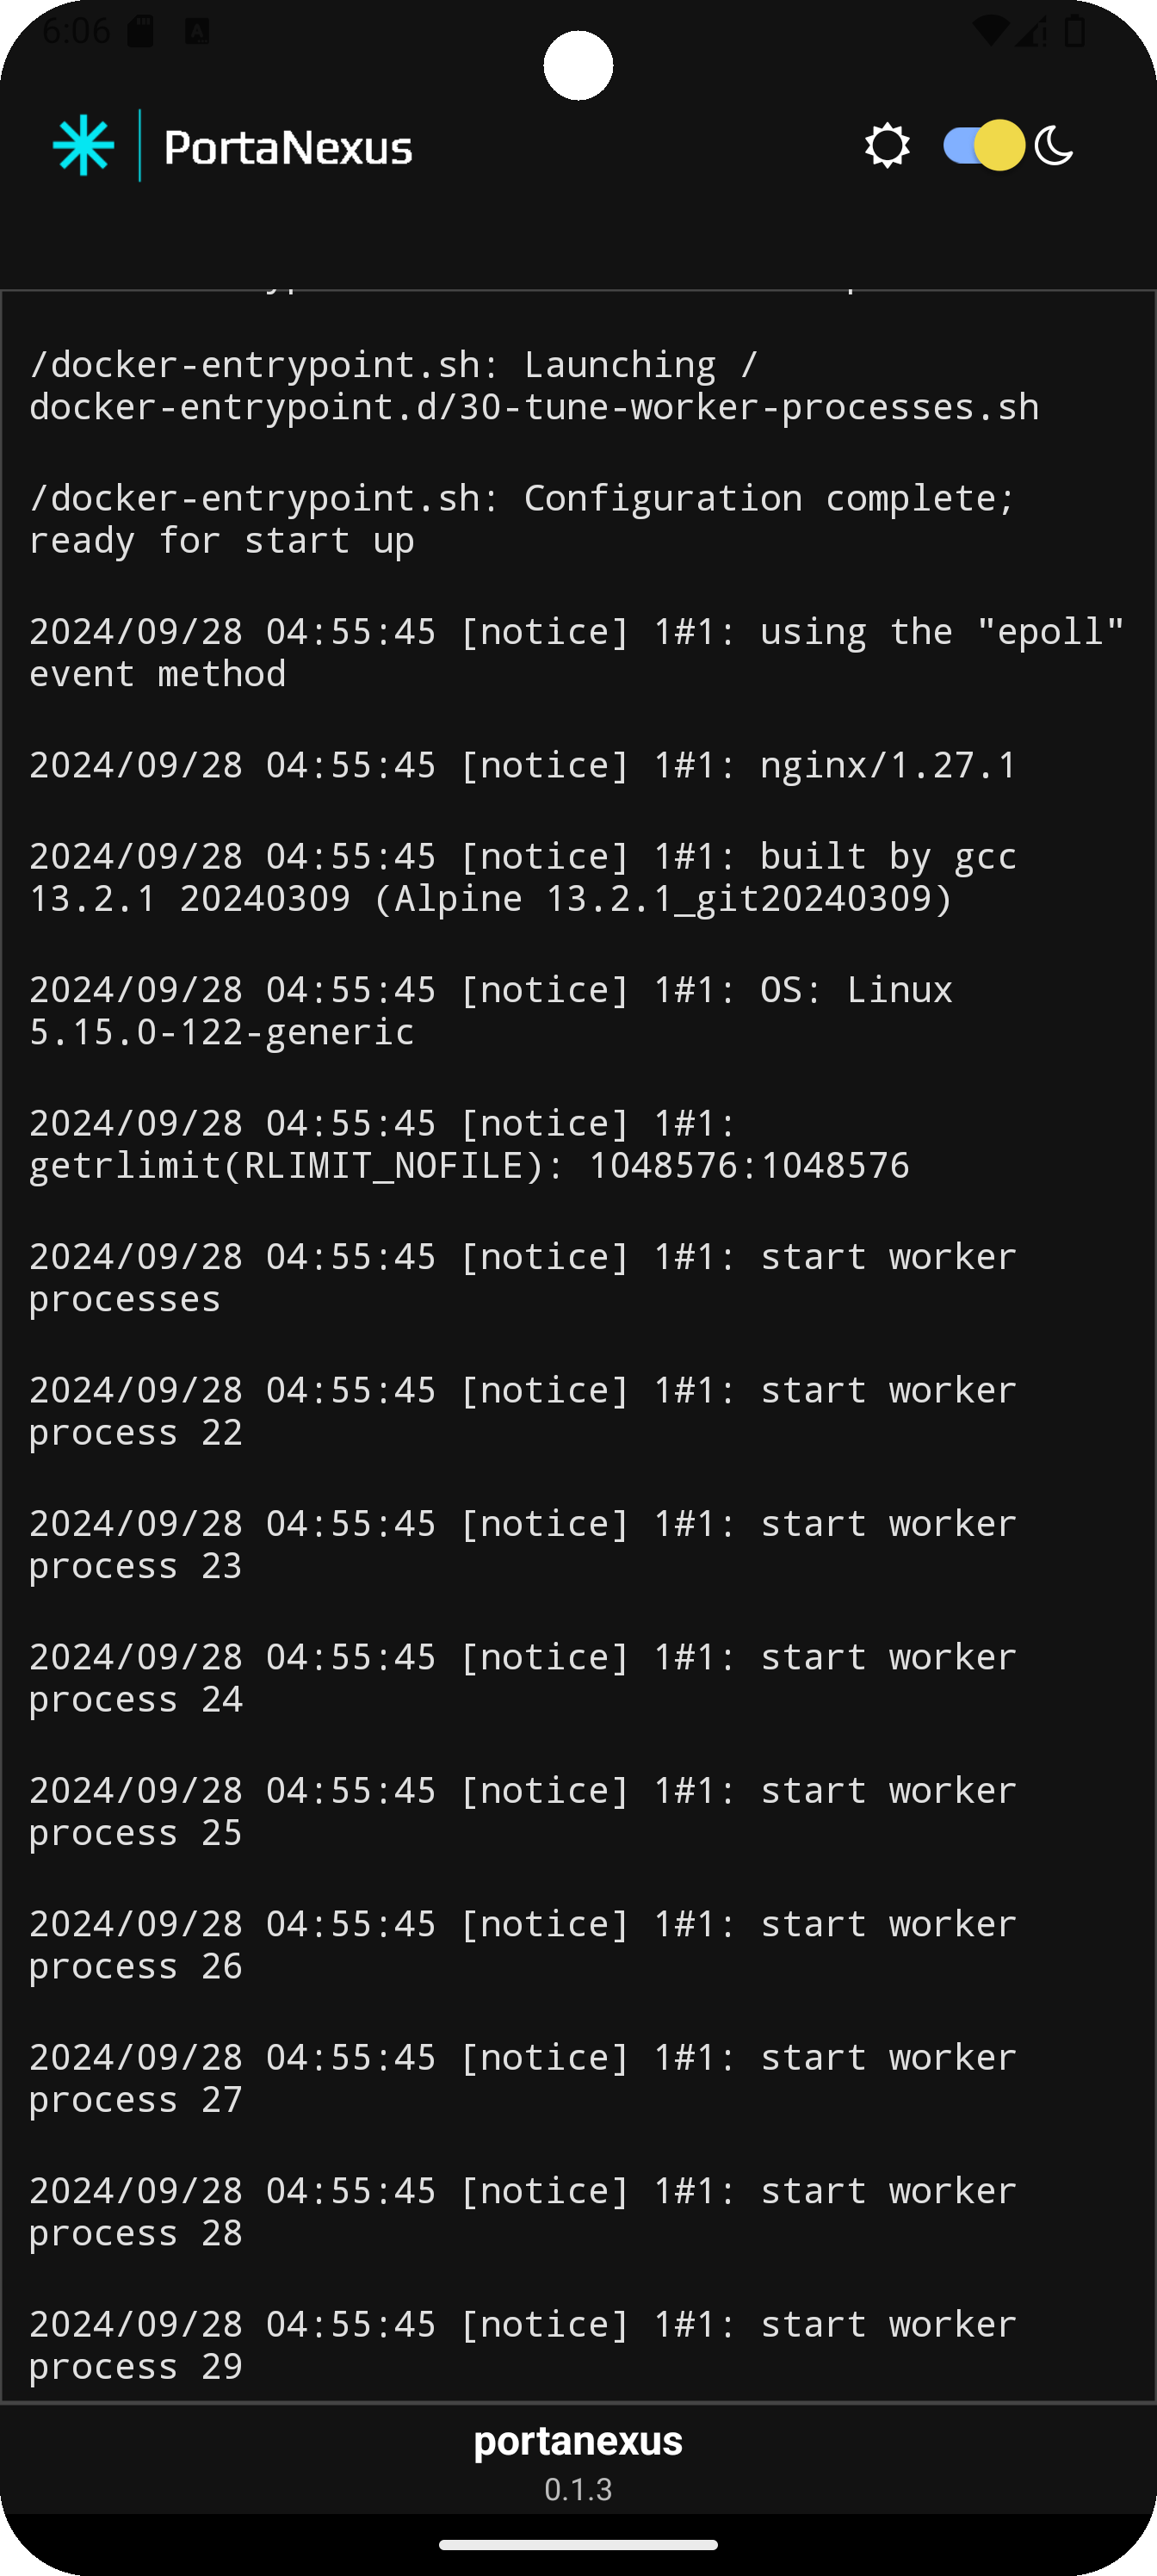 6:06
PortaNexus
/docker-entrypoint.sh: Launching /
docker-entrypoint.d/30-tune-worker-processes.sh
/docker-entrypoint.sh: Configuration complete;
ready for start up
2024/09/28 04:55:45 [notice] 1#1: using the "epoll"
event method
2024/09/28 04:55:45 [notice] 1#1: nginx/1.27.1
2024/09/28 04:55:45 [notice] 1#1: built by gcc
13.2.1 20240309 (Alpine 13.2.1_git20240309)
2024/09/28 04:55:45 [notice] 1#1: OS: Linux
5.15.0-122-generic
2024/09/28 04:55:45 [notice] 1#1:
getrlimit(RLIMIT_NOFILE): 1048576:1048576
2024/09/28 04:55:45 [notice] 1#1: start worker
processes
2024/09/28 04:55:45 [notice] 1#1: start worker
process 22
2024/09/28 04:55:45 [notice] 1#1: start worker
process 23
2024/09/28 04:55:45 [notice] 1#1: start worker
process 24
2024/09/28 04:55:45 [notice] 1#1: start worker
process 25
2024/09/28 04:55:45 [notice] 1#1: start worker
process 26
2024/09/28 04:55:45 [notice] 1#1: start worker
process 27
2024/09/28 04:55:45 [notice] 1#1: start worker
process 28
2024/09/28 04:55:45 [notice] 1#1: start worker
process 29
portanexus
0.1.3